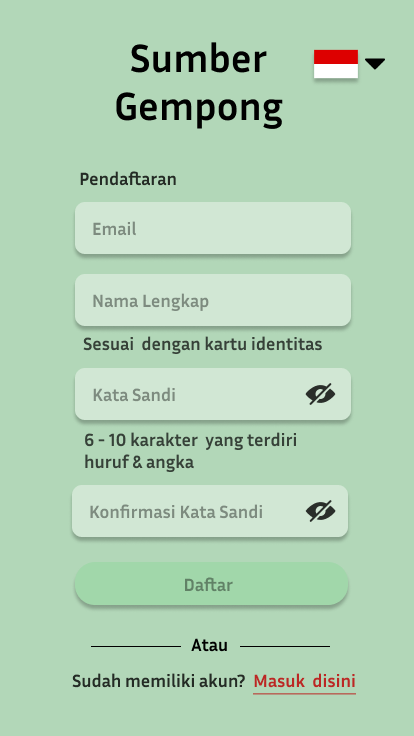 Sumber
Gempong
Pendaftaran
Email
Nama Lengkap
Sesuai dengan kartu identitas
Kata Sandi
6 - 10 karakter yang terdiri
huruf & angka
Konfirmasi Kata Sandi
Daftar
Atau
Sudah memiliki akun? Masuk disini